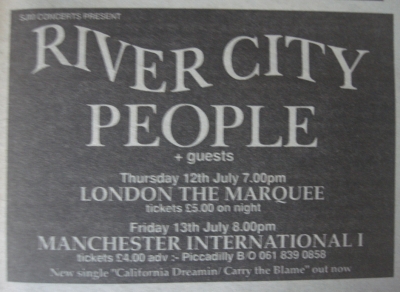 SJM CONCERTS PRESENT
RIVER CITY
PEOPLE
+ guests
Thursday 12th July 7.00pm
LONDON THE MARQUEE
tickets £5.00 on night
Friday 13th July 8.00pm
MANCHESTER INTERNATIONAL I
tickets £4.00 adv :- Piccadilly B/O 061 839 0858
New single "California Dreamin/ Carry the Blame" out now